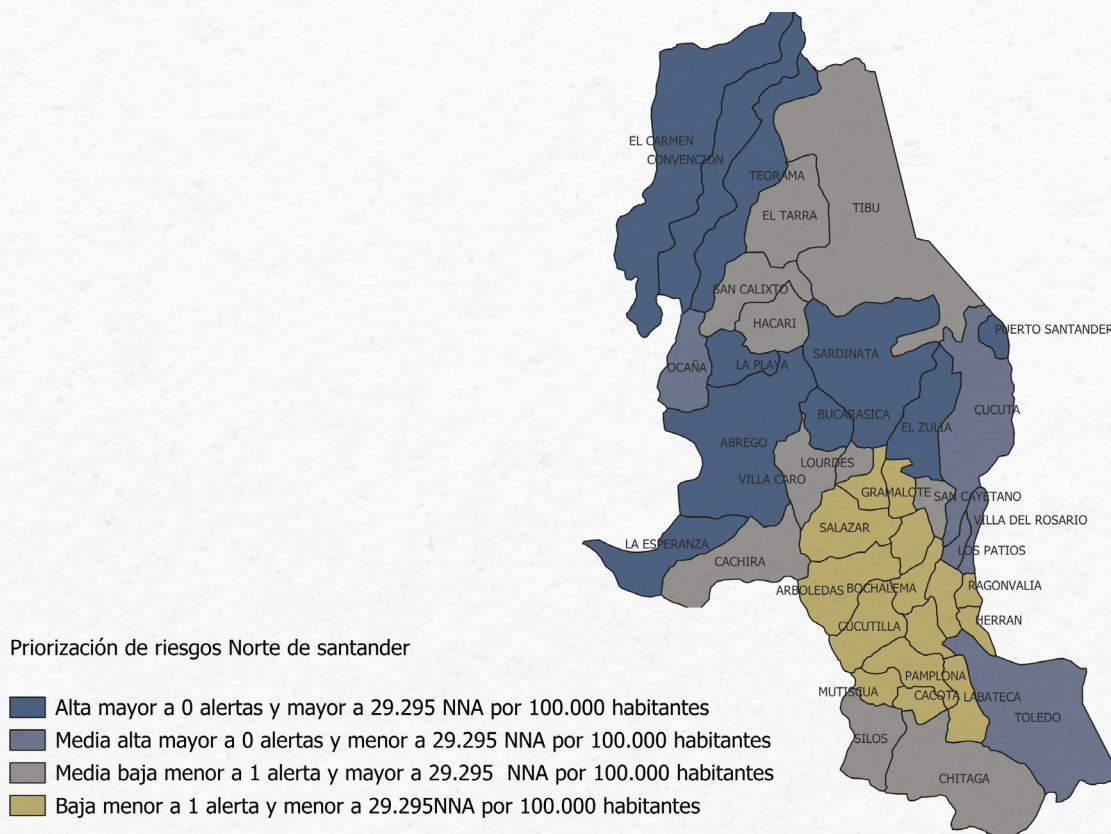 EL CARMEN
CONVENCION
TEORAMA
EL TARRA
TIBU
SAN CALIXTO
HACARI
PUERTO SANTANDER
OCAÑA
LA PLAYA
SARDINATA
CUCUTA
BUCARASICA
EL ZULIA
ABREGO
LOURDES
VILLA CARO
GRAMALOTE
SAN CAYETANO
SALAZAR
VILLA DEL ROSARIO
LA ESPERANZA
LOS PATIOS
CACHIRA
ARBOLEDAS
BOCHALEMA
RAGONVALIA
CUCUTILLA
HERRAN
PAMPLONA
MUTISCUA
CACOTA
LABATECA
TOLEDO
SILOS
CHITAGA
Priorización de riesgos Norte de santander
Alta mayor a 0 alertas y mayor a 29.295 NNA por 100.000 habitantes
Media alta mayor a 0 alertas y menor a 29.295 NNA por 100.000 habitantes
Media baja menor a 1 alerta y mayor a 29.295  NNA por 100.000 habitantes
Baja menor a 1 alerta y menor a 29.295NNA por 100.000 habitantes